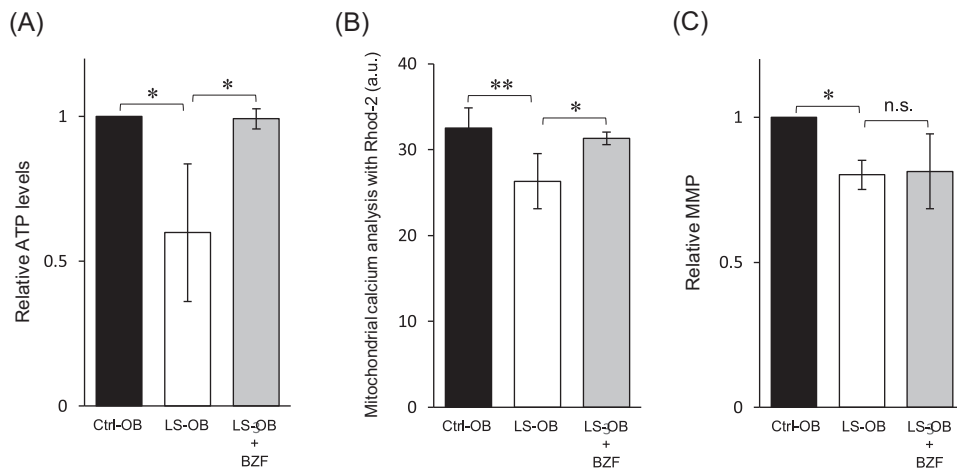 (A)
Relative ATP levels
1
0.5
0
*
*
Ctrl-OB
LS-OB
LS-OB
+
BZF
(B)
Mitochondrial calcium analysis with Rhod-2 (a.u.)
40
30
20
10
0
**
*
Ctrl-OB
LS-OB
LS-OB
+
BZF
(C)
Relative MMP
1
0.5
0
*
n.s.
Ctrl-OB
LS-OB
LS-OB
+
BZF